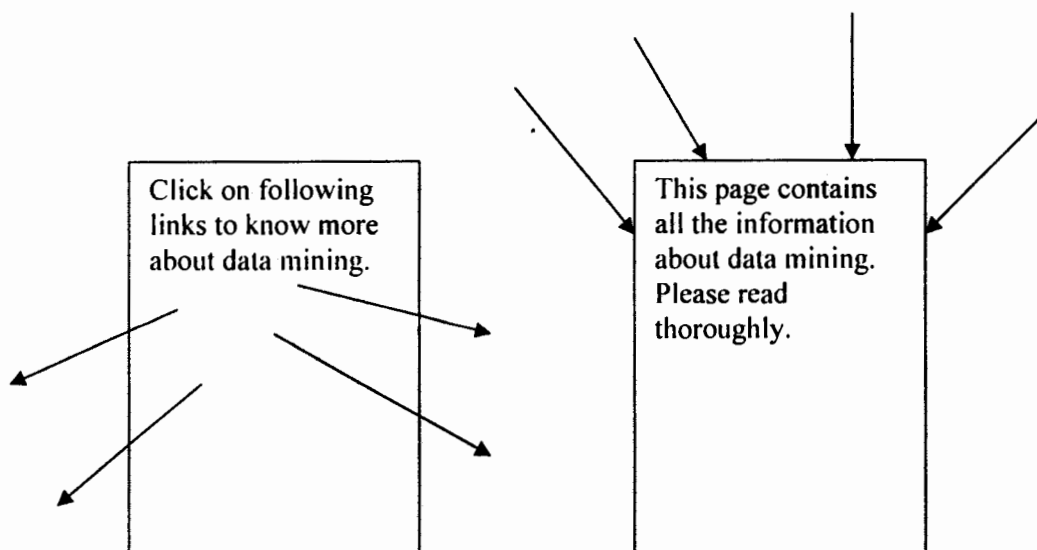 Click on following
links to know more
about data mining.
This page contains
all the information
about data mining.
Please read
thoroughly.